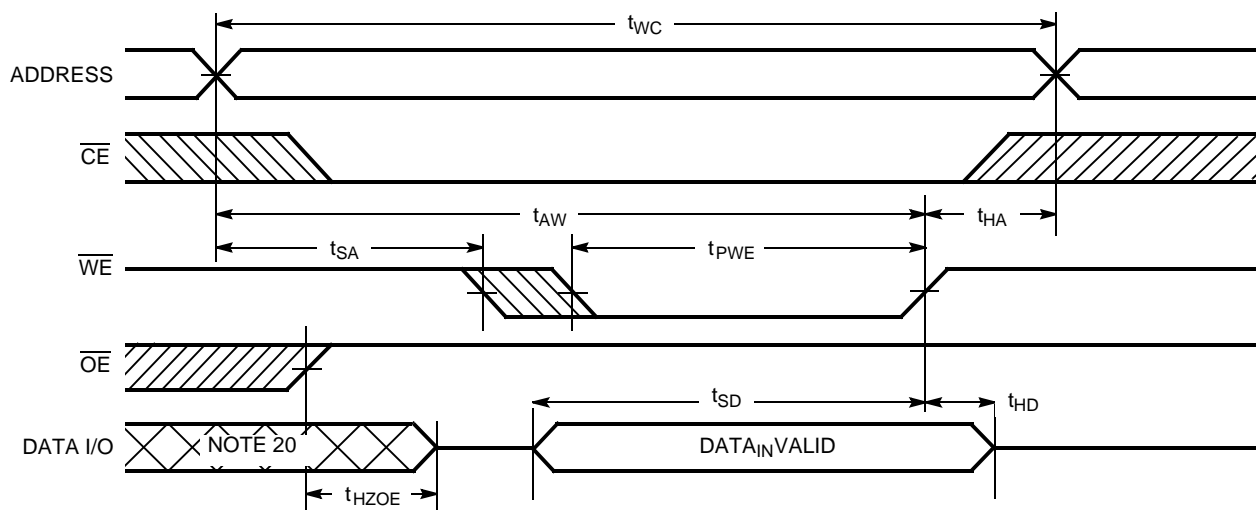 tWC
ADDRESS
CE
tAW
tHA
tSA
tPWE
WE
OE
tSD
tHD
DATA I/O
NOTE 20
DATAINVALID
tHZOE